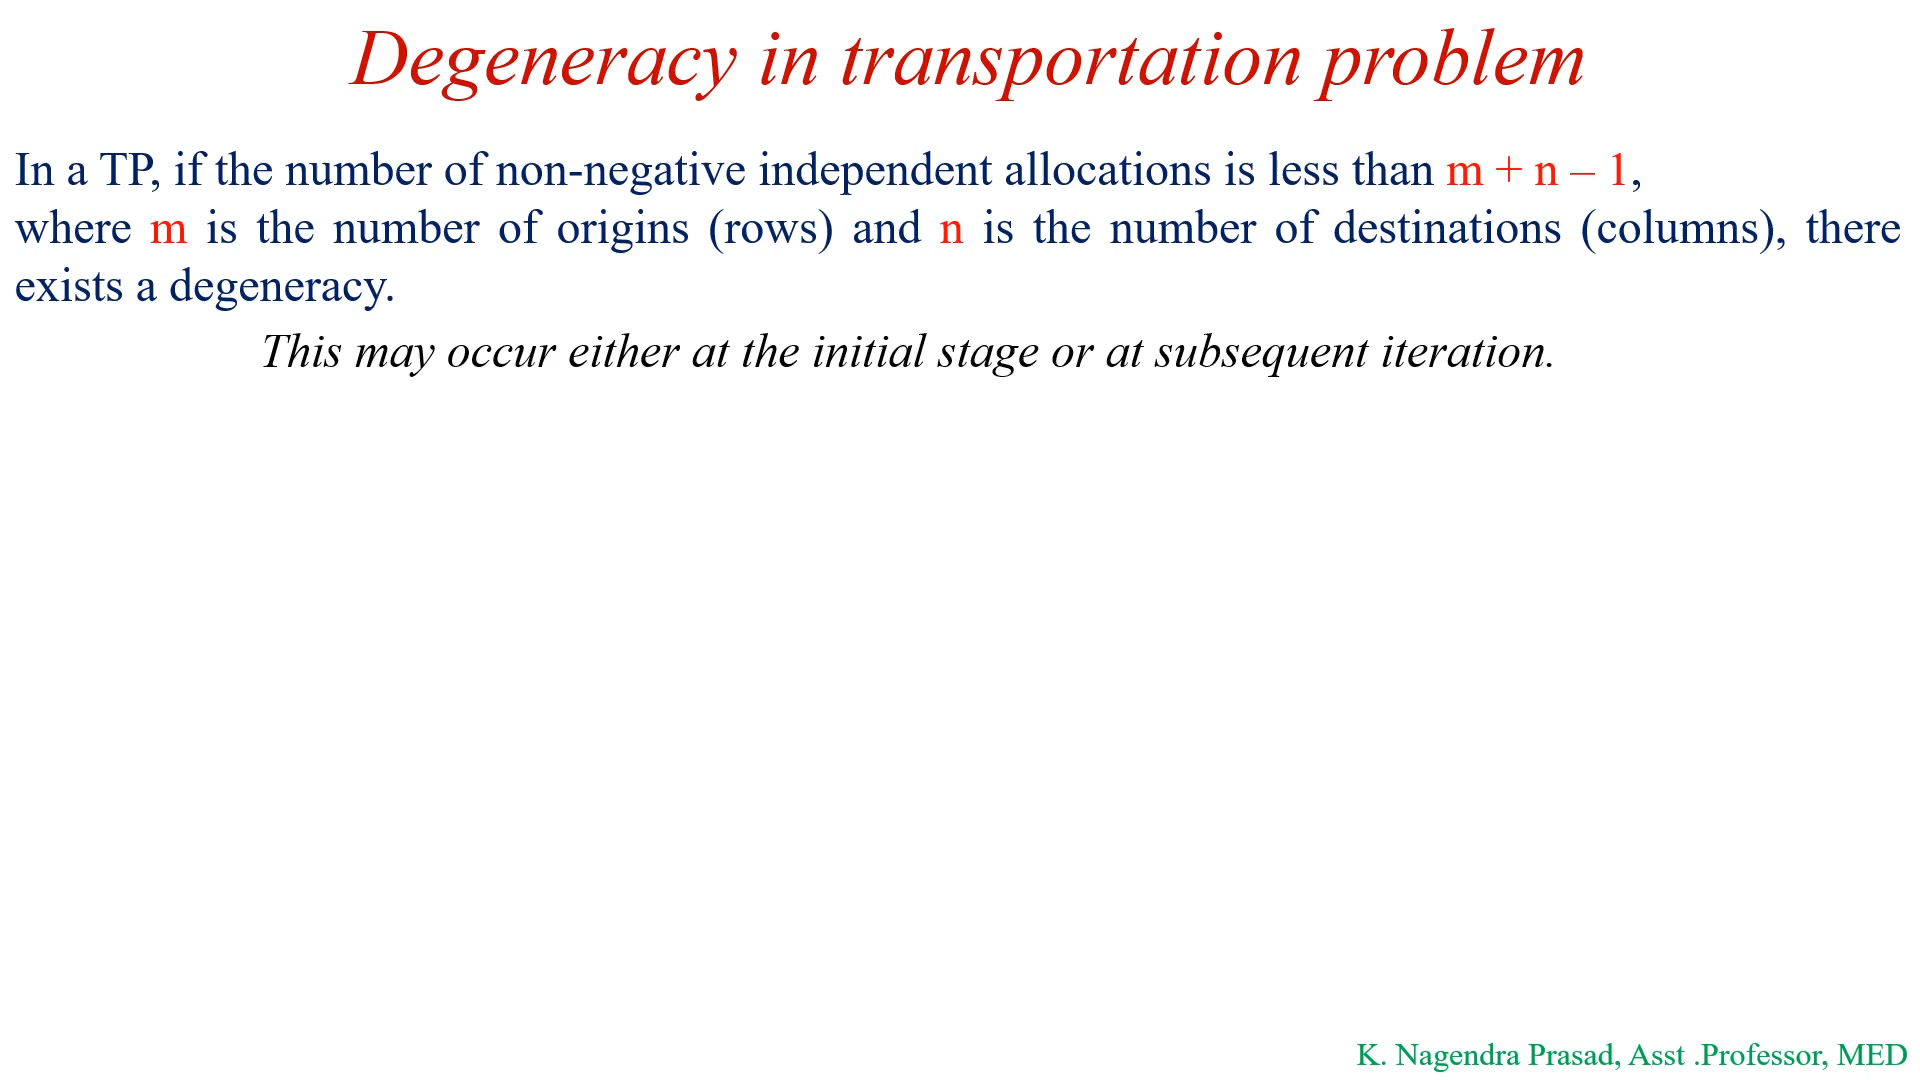 Degeneracy in transportation problem
In a TP, if the number of non-negative independent allocations is less than m + n – 1,
where m is the number of origins (rows) and n is the number of destinations (columns), there
exists a degeneracy.
This may occur either at the initial stage or at subsequent iteration.
K. Nagendra Prasad, Asst .Professor, MED